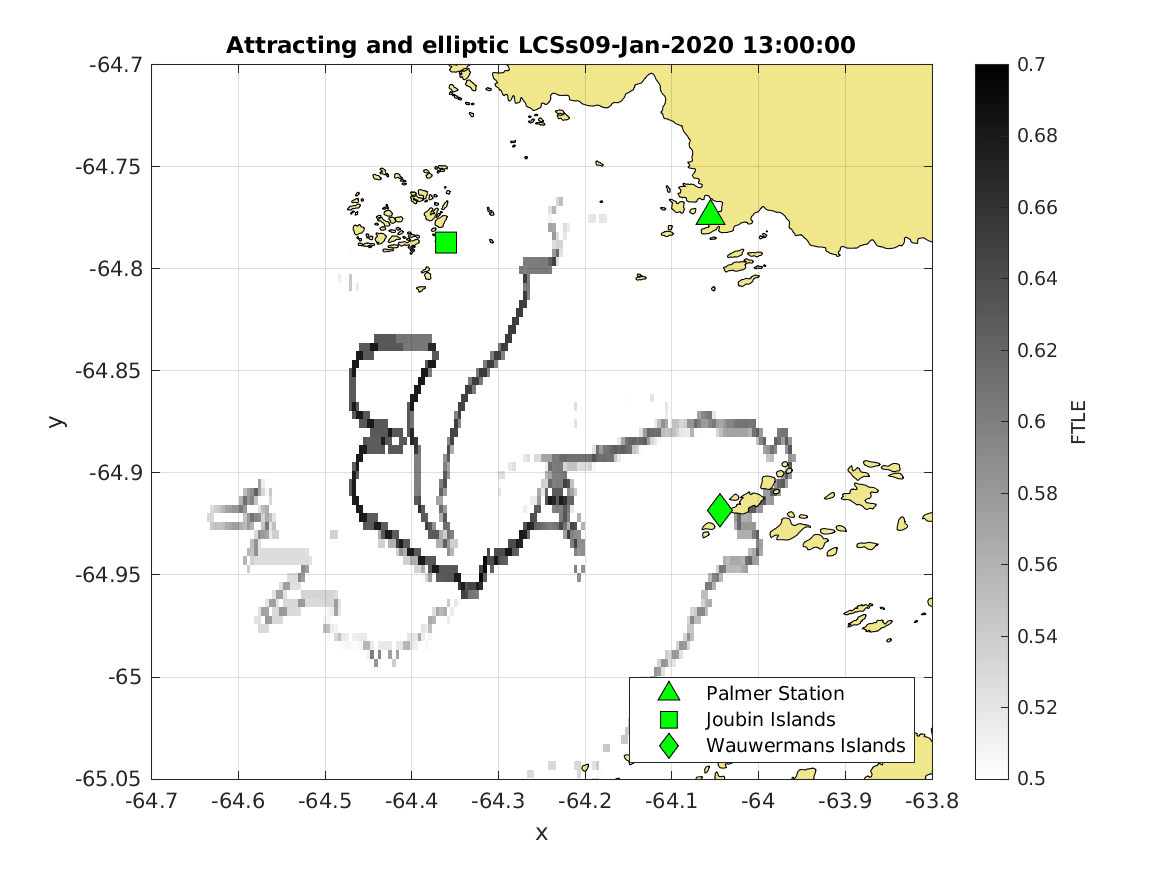 Attracting and elliptic LCSs09-Jan-2020 13:00:00
-64.7
-64.75
-64.8
-64.85
-64.9
-64.95
-65
-65.05
y
-64.7 -64.6 -64.5 -64.4 -64.3 -64.2 -64.1 -64 -63.9 -63.8
x
Palmer Station
Joubin Islands
Wauwermans Islands
0.7
0.68
0.66
0.64
0.62
0.6
0.58
0.56
0.54
0.52
0.5
FTLE